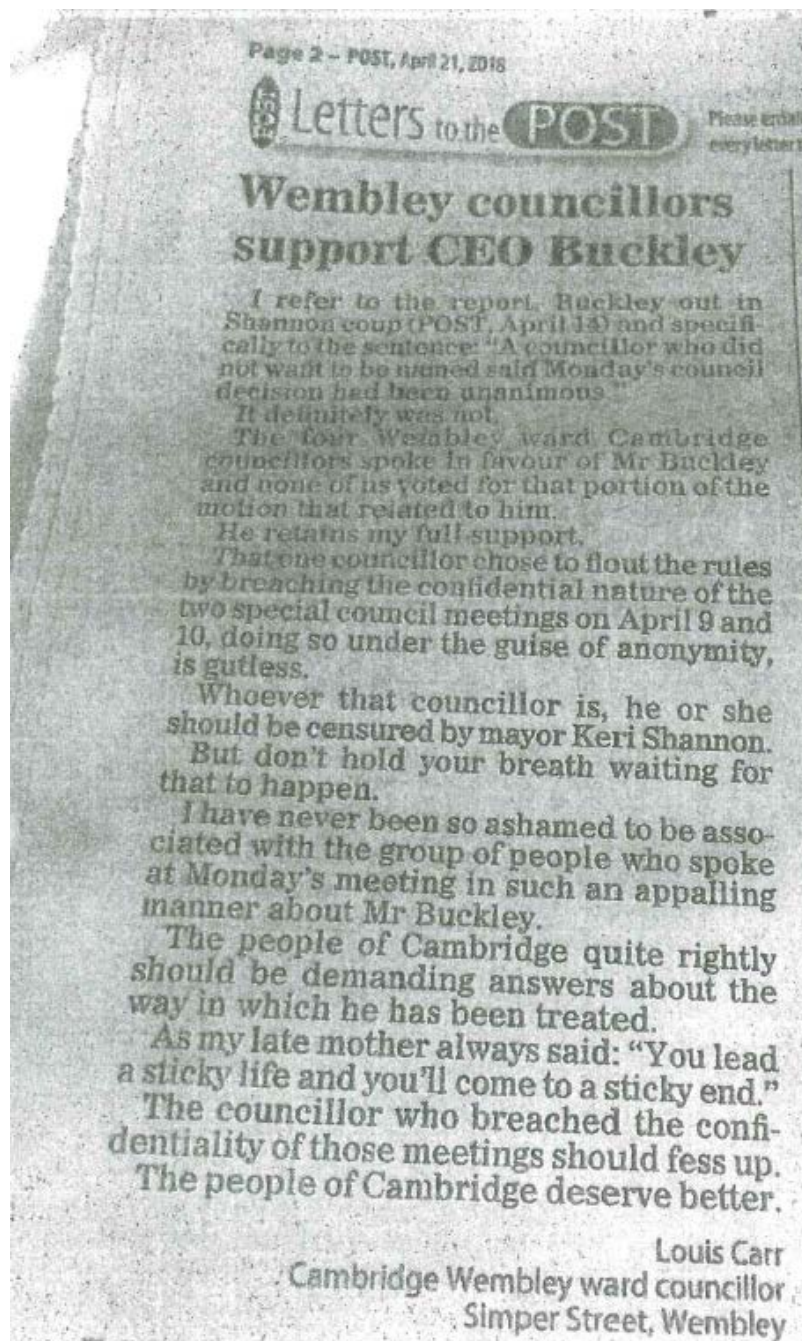 Page 2 – POST, April 21, 2018
POST Letters to the POST
Please email
every letter
Wembley councillors
support CEO Buckley
I refer to the report, Buckley out in
Shannon coup (POST, April 14) and specifi-
cally to the sentence: "A councillor who did
not want to be named said Monday's council
decision had been unanimous."
It definitely was not.
The four Wembley ward Cambridge
councillors spoke in favour of Mr Buckley
and none of us voted for that portion of the
motion that related to him.
He retains my full support.
That one councillor chose to flout the rules
by breaching the confidential nature of the
two special council meetings on April 9 and
10, doing so under the guise of anonymity,
is gutless.
Whoever that councillor is, he or she
should be censured by mayor Keri Shannon.
But don't hold your breath waiting for
that to happen.
I have never been so ashamed to be asso-
ciated with the group of people who spoke
at Monday's meeting in such an appalling
manner about Mr Buckley.
The people of Cambridge quite rightly
should be demanding answers about the
way in which he has been treated.
As my late mother always said: "You lead
a sticky life and you'll come to a sticky end."
The councillor who breached the confi-
dentiality of those meetings should fess up.
The people of Cambridge deserve better.
Louis Carr
Cambridge Wembley ward councillor
Simper Street, Wembley